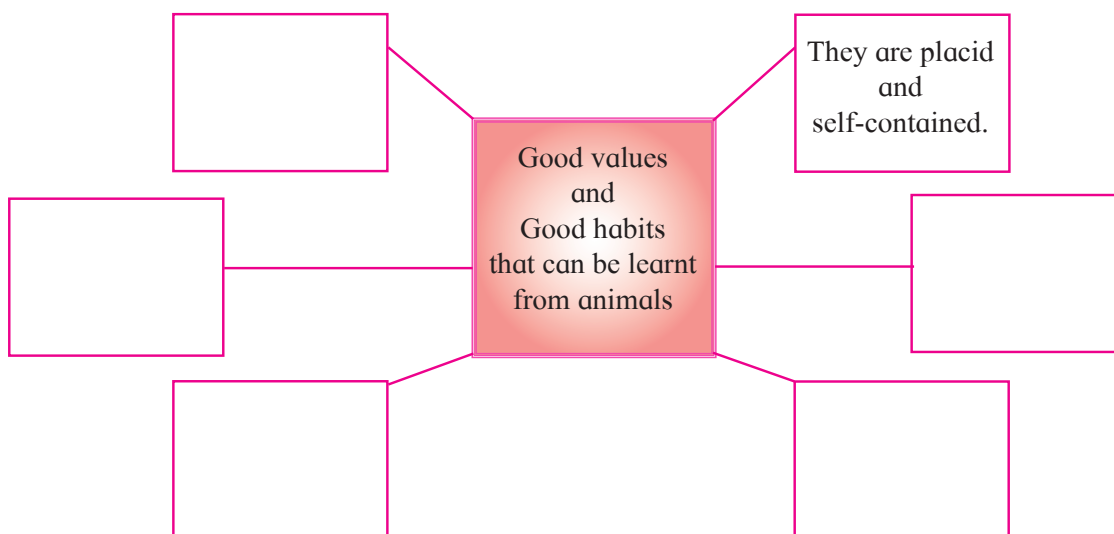 They are placid
and
self-contained.
Good values
and
Good habits
that can be learnt
from animals